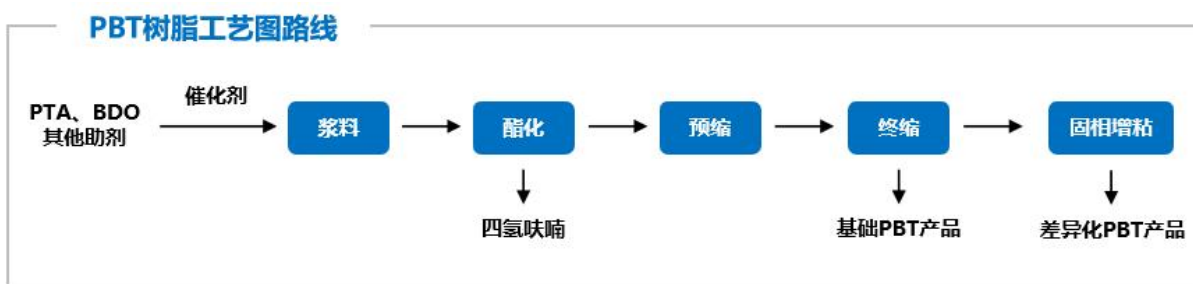 PBT树脂工艺图路线
PTA、BDO
其他助剂
催化剂
浆料
酯化
预缩
终缩
固相增粘
四氢呋喃
基础PBT产品
差异化PBT产品